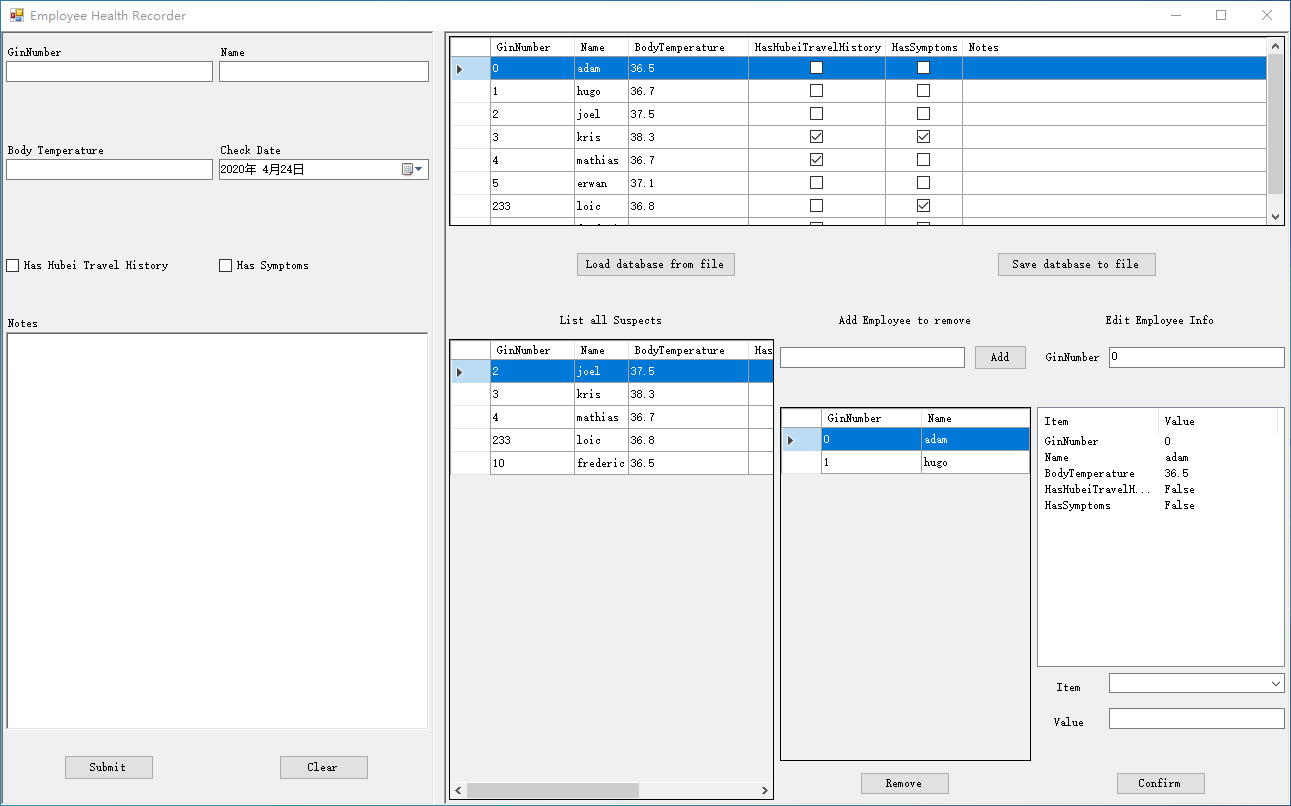 Employee Health Recorder
GinNumber Name
Body Temperature Check Date
2020年 4月24日
Has Hubei Travel History Has Symptoms
Notes
Submit Clear
GinNumber Name BodyTemperature HasHubeiTravelHistory HasSymptoms Notes
0 adam 36.5
1 hugo 36.7
2 joel 37.5
3 kris 38.3
4 mathias 36.7
5 erwan 37.1
233 loic 36.8
Load database from file Save database to file
List all Suspects
GinNumber Name BodyTemperature Has
2 joel 37.5
3 kris 38.3
4 mathias 36.7
233 loic 36.8
10 frederic 36.5
Add Employee to remove
Add
GinNumber Name
0 adam
1 hugo
Remove
Edit Employee Info
GinNumber 0
Item Value
GinNumber 0
Name adam
BodyTemperature 36.5
HasHubeiTravelH... False
HasSymptoms False
Item
Value
Confirm